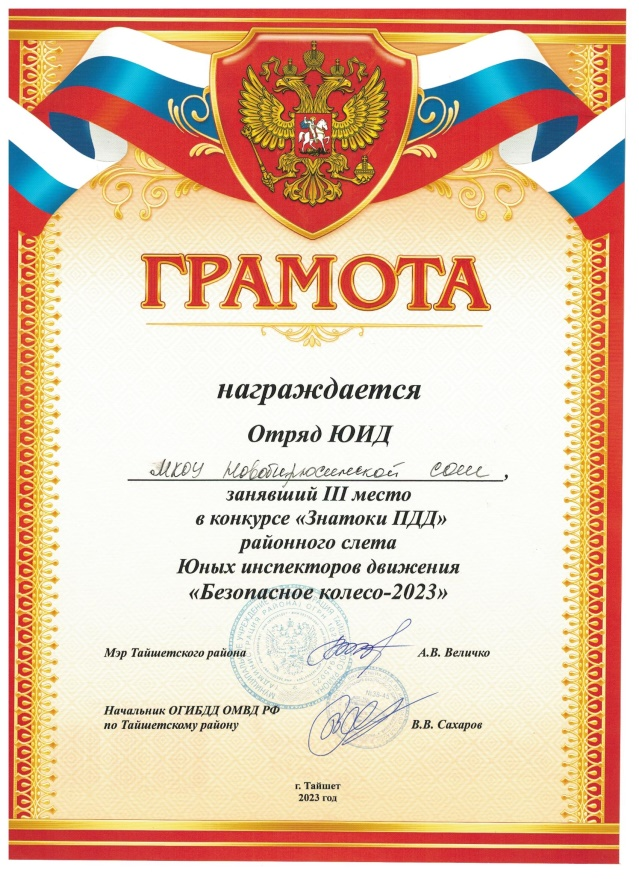 ГРАМОТА
награждается
Отряд ЮИД
МКОУ Новобирюсинской СОШ,
занявший III место
в конкурсе «Знатоки ПДД»
районного слета
Юных инспекторов движения
«Безопасное колесо-2023»
Мэр Тайшетского района А.В. Величко
Начальник ОГИБДД ОМВД РФ
по Тайшетскому району В.В. Сахаров
г. Тайшет
2023 год